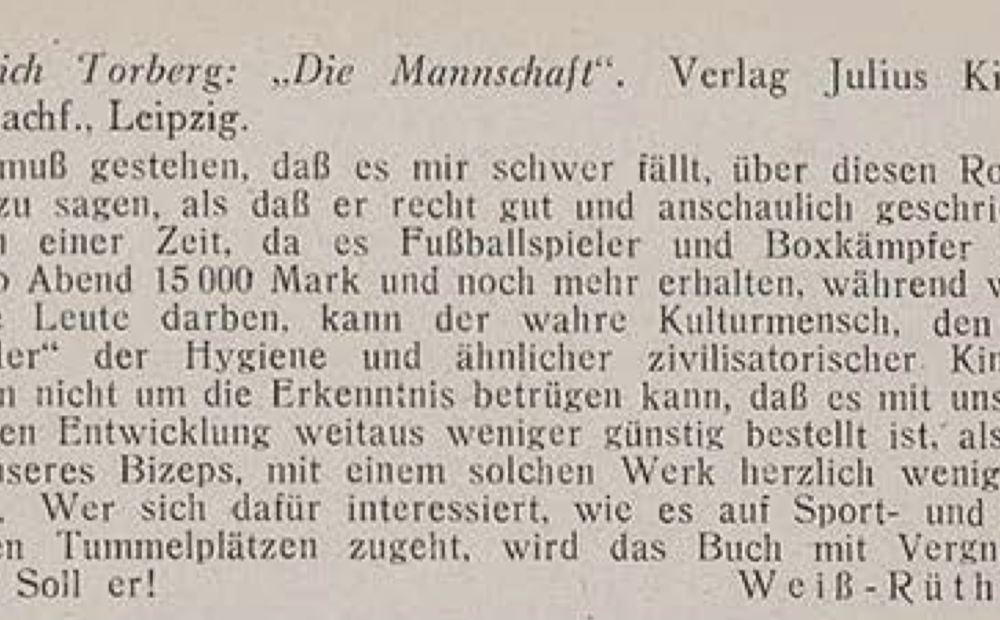 ich Torberg: „Die Mannschaft“. Verlag Julius Ki
achf., Leipzig.
muß gestehen, daß es mir schwer fällt, über diesen Ro
zu sagen, als daß er recht gut und anschaulich geschri
einer Zeit, da es Fußballspieler und Boxkämpfer
Abend 15 000 Mark und noch mehr erhalten, während w
Leute darben, kann der wahre Kulturmensch, den
ler“ der Hygiene und ähnlicher zivilisatorischer Kin
n nicht um die Erkenntnis betrügen kann, daß es mit uns
en Entwicklung weitaus weniger günstig bestellt ist, als
nseres Bizeps, mit einem solchen Werk herzlich wenig
. Wer sich dafür interessiert, wie es auf Sport- und
en Tummelplätzen zugeht, wird das Buch mit Vergn
Soll er! Weiß-Rüth